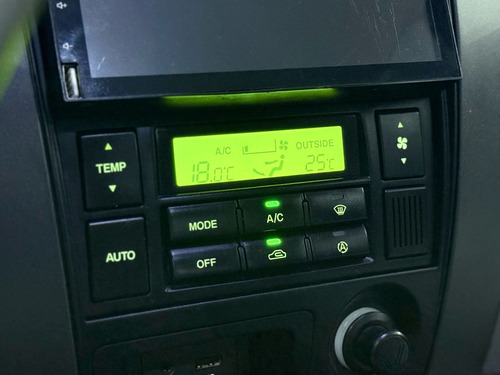 A/C OUTSIDE
18.0°C 25°C
TEMP
MODE A/C
AUTO
OFF